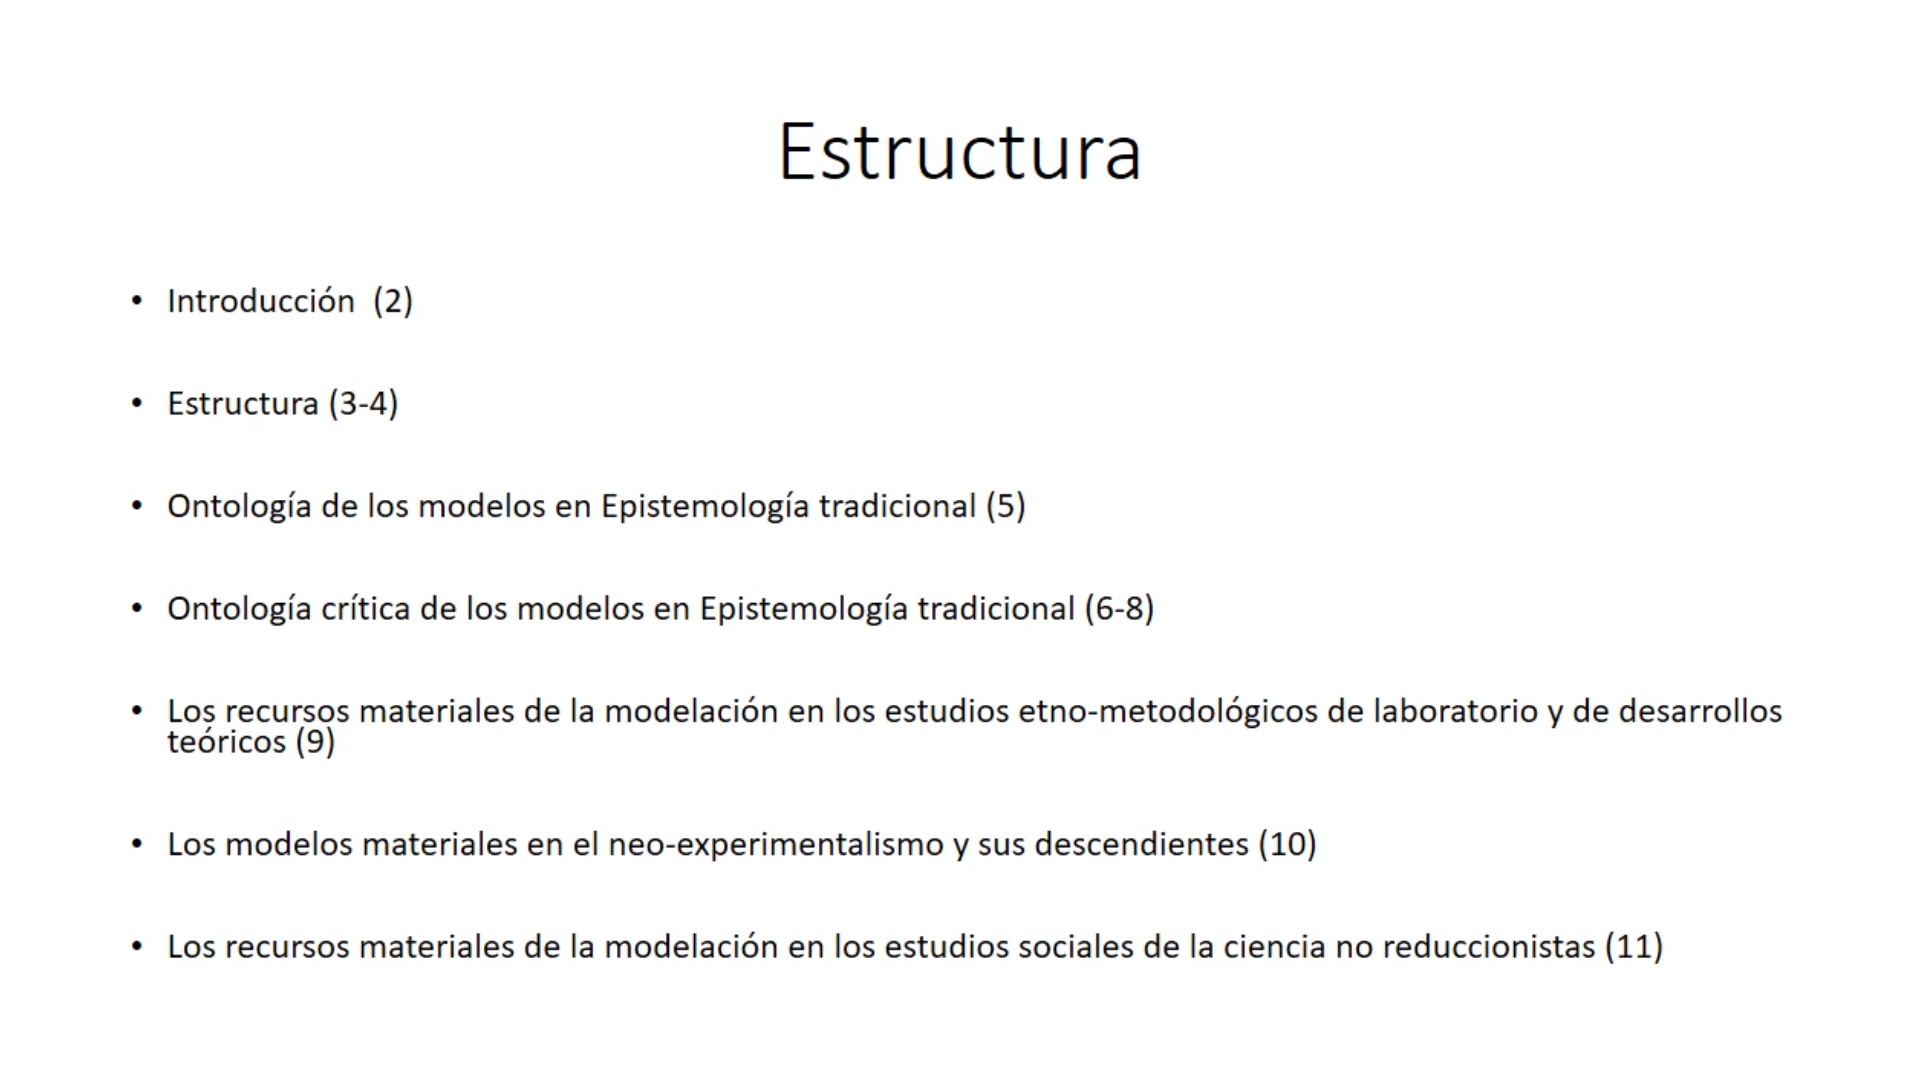 Estructura
• Introducción  (2)
• Estructura (3-4)
• Ontología de los modelos en Epistemología tradicional (5)
• Ontología crítica de los modelos en Epistemología tradicional (6-8)
• Los recursos materiales de la modelación en los estudios etno-metodológicos de laboratorio y de desarrollos
teóricos (9)
• Los modelos materiales en el neo-experimentalismo y sus descendientes (10)
• Los recursos materiales de la modelación en los estudios sociales de la ciencia no reduccionistas (11)